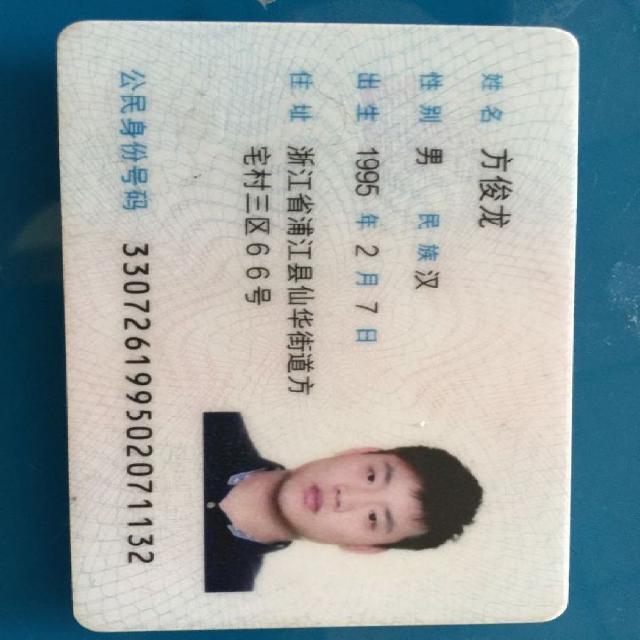 姓名 方俊龙
性别 男 民族 汉
出生 1995 年 2 月 7 日
住址 浙江省浦江县仙华街道方
宅村三区66号
公民身份号码 330726199502071132